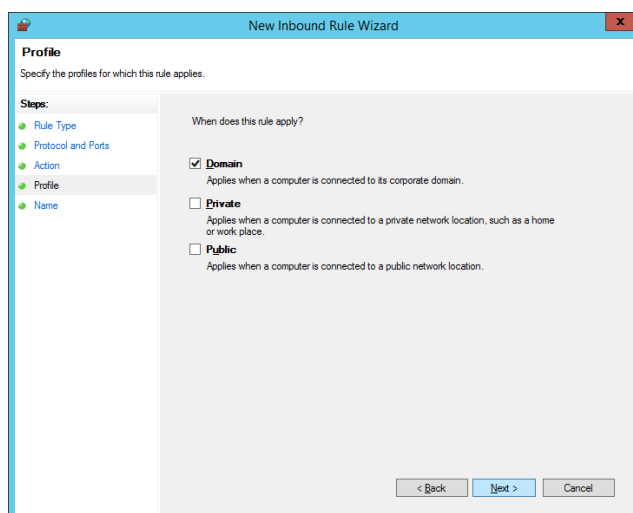 New Inbound Rule Wizard
x
Profile
Specify the profiles for which this rule applies.
Steps:
Rule Type
Protocol and Ports
Action
Profile
Name
When does this rule apply?
Domain
Applies when a computer is connected to its corporate domain.
Private
Applies when a computer is connected to a private network location, such as a home
or work place.
Public
Applies when a computer is connected to a public network location.
< Back
Next >
Cancel